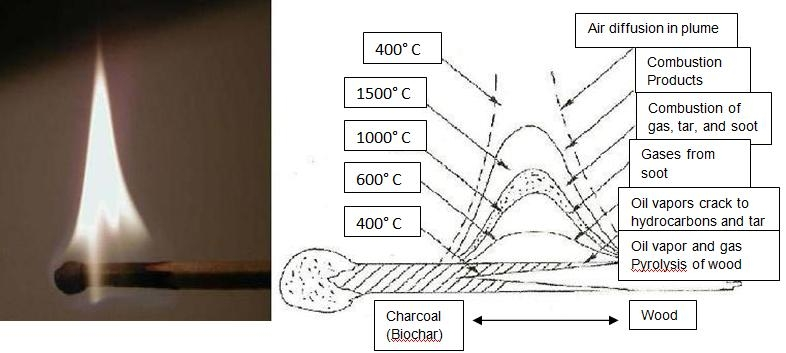 400° C
1500° C
1000° C
600° C
400° C
Air diffusion in plume
Combustion
Products
Combustion of
gas, tar, and soot
Gases from
soot
Oil vapors crack to
hydrocarbons and tar
Oil vapor and gas
Pyrolysis of wood
Charcoal
(Biochar)
Wood